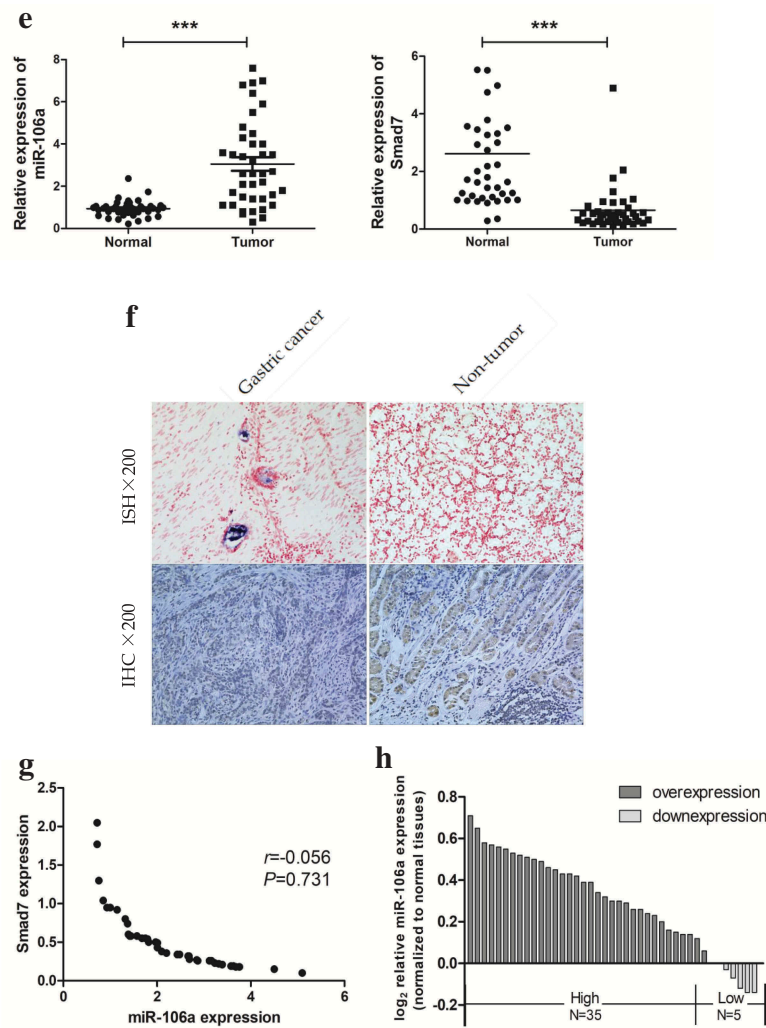 e
***
Relative expression of
miR-106a
8
6
4
2
0
Normal
Tumor
***
Relative expression of
Smad7
6
4
2
0
Normal
Tumor
f
Gastric cancer
Non-tumor
ISH×200
IHC×200
g
Smad7 expression
2.5
2.0
1.5
1.0
0.5
0.0
r=-0.056
P=0.731
0
2
4
6
miR-106a expression
h
log2 relative miR-106a expression
(normalized to normal tissues)
0.8
0.6
0.4
0.2
0.0
-0.2
overexpression
downexpression
High
N=35
Low
N=5